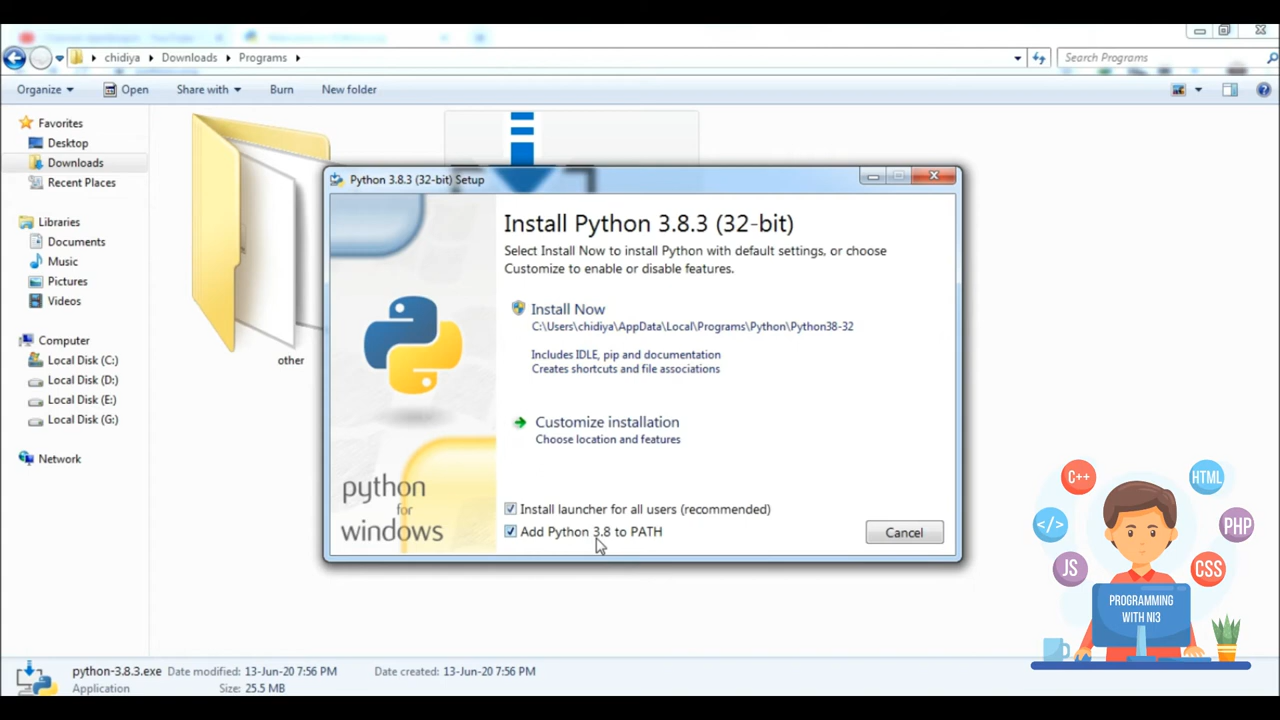 chidiya Downloads Programs
Search Programs
Organize Open Share with Burn New folder
Favorites
Desktop
Downloads
Recent Places
Libraries
Documents
Music
Pictures
Videos
Computer
Local Disk (C:)
Local Disk (D:)
Local Disk (E:)
Local Disk (G:)
Network
other
Python 3.8.3 (32-bit) Setup
Install Python 3.8.3 (32-bit)
Select Install Now to install Python with default settings, or choose
Customize to enable or disable features.
Install Now
C:\Users\chidiya\AppData\Local\Programs\Python\Python38-32
Includes IDLE, pip and documentation
Creates shortcuts and file associations
Customize installation
Choose location and features
python
for
windows
Install launcher for all users (recommended)
Add Python 3.8 to PATH
Cancel
C++
HTML
</>
PHP
JS
CSS
PROGRAMMING
WITH NI3
python-3.8.3.exe Date modified: 13-Jun-20 7:56 PM Date created: 13-Jun-20 7:56 PM
Application Size: 25.5 MB